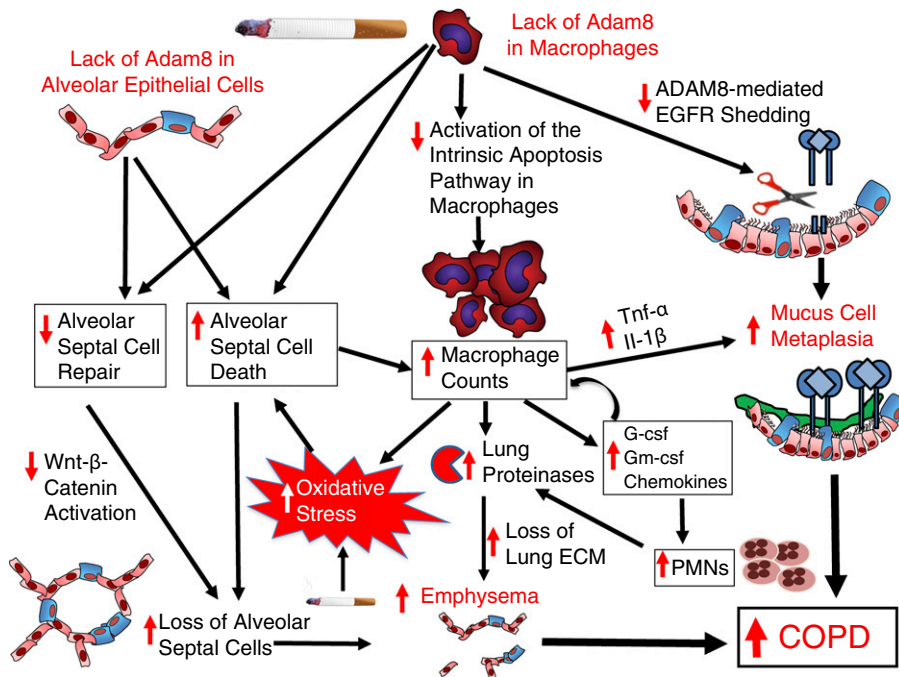 Lack of Adam8 in
Alveolar Epithelial Cells
Lack of Adam8
in Macrophages
ADAM8-mediated
EGFR Shedding
Activation of the
Intrinsic Apoptosis
Pathway in
Macrophages
Alveolar
Septal Cell
Repair
Alveolar
Septal Cell
Death
Macrophage
Counts
Tnf-α
Il-1β
Mucus Cell
Metaplasia
Wnt-β-
Catenin
Activation
Oxidative
Stress
Lung
Proteinases
G-csf
Gm-csf
Chemokines
Loss of
Lung ECM
PMNs
Loss of Alveolar
Septal Cells
Emphysema
COPD